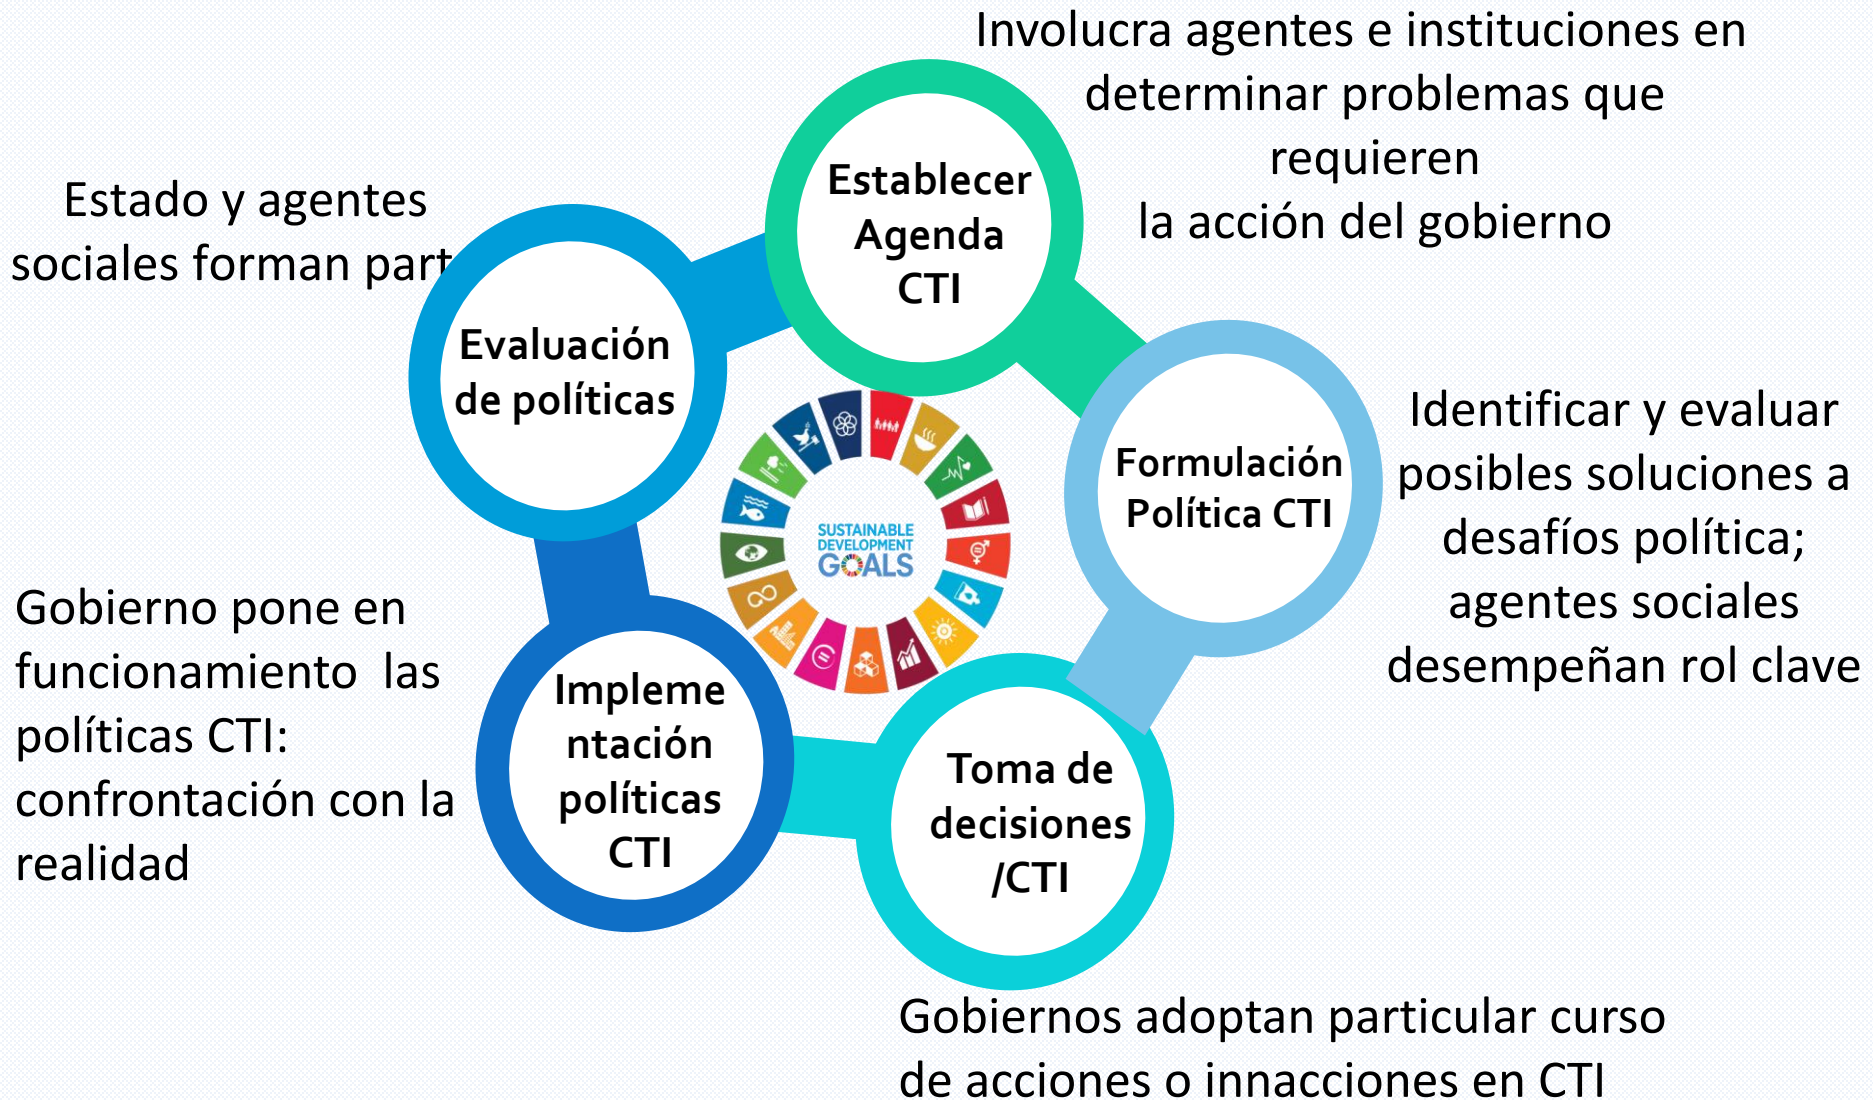 Involucra agentes e instituciones en
determinar problemas que
requieren
la acción del gobierno
Establecer
Agenda
CTI
Estado y agentes
sociales forman part
Evaluación
de políticas
Formulación
Política CTI
Identificar y evaluar
posibles soluciones a
desafíos política;
agentes sociales
desempeñan rol clave
SUSTAINABLE
DEVELOPMENT
GOALS
Gobierno pone en
funcionamiento las
políticas CTI:
confrontación con la
realidad
Impleme
ntación
políticas
CTI
Toma de
decisiones
/CTI
Gobiernos adoptan particular curso
de acciones o innacciones en CTI